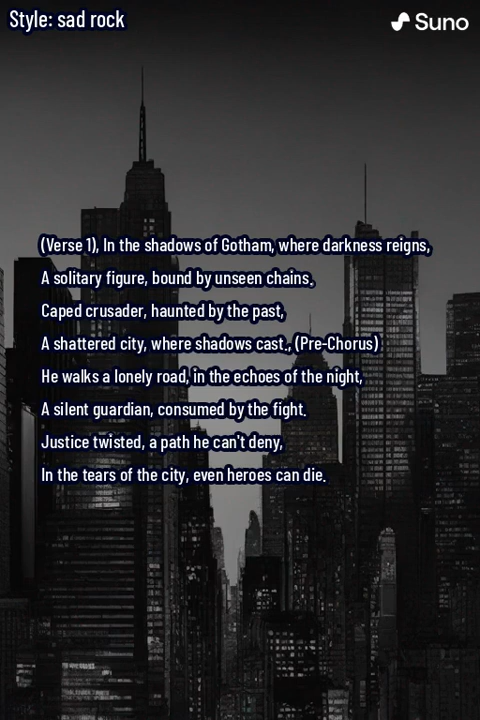 Style: sad rock
Suno
(Verse 1), In the shadows of Gotham, where darkness reigns,
A solitary figure, bound by unseen chains.
Caped crusader, haunted by the past,
A shattered city, where shadows cast., (Pre-Chorus)
He walks a lonely road, in the echoes of the night,
A silent guardian, consumed by the fight.
Justice twisted, a path he can't deny,
In the tears of the city, even heroes can die.